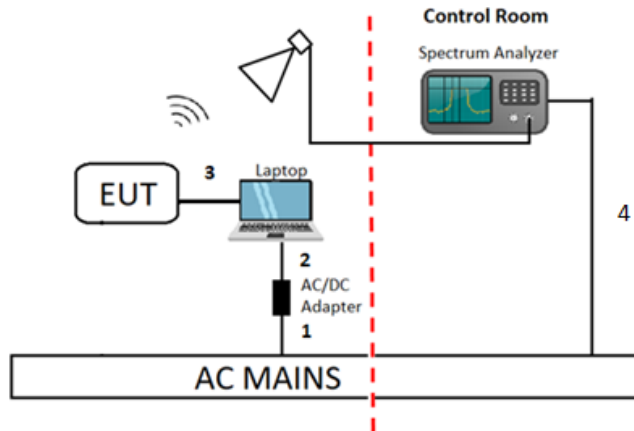 Control Room
Spectrum Analyzer
3
Laptop
EUT
4
2
AC/DC
Adapter
1
AC MAINS